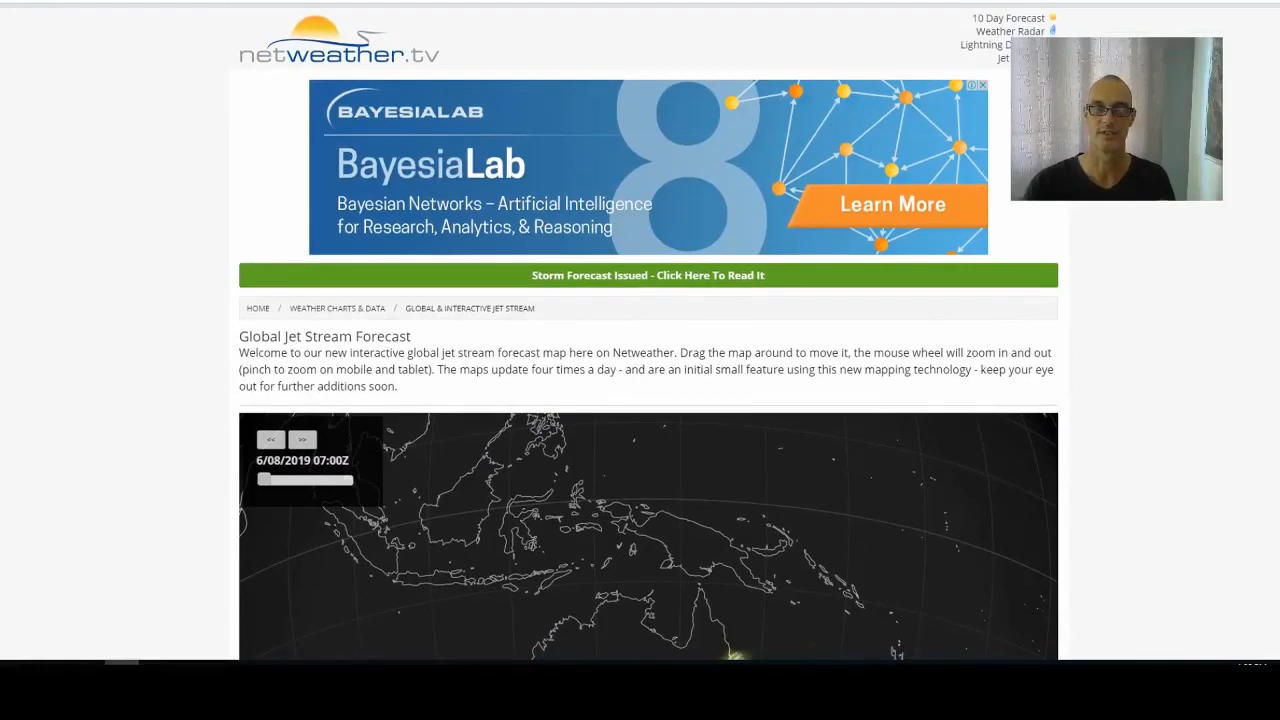 netweather.tv
10 Day Forecast
Weather Radar
Lightning D
Jet
BAYESIALAB
BayesiaLab
Bayesian Networks – Artificial Intelligence
for Research, Analytics, & Reasoning
8
Learn More
Storm Forecast Issued - Click Here To Read It
HOME / WEATHER CHARTS & DATA / GLOBAL & INTERACTIVE JET STREAM
Global Jet Stream Forecast
Welcome to our new interactive global jet stream forecast map here on Netweather. Drag the map around to move it, the mouse wheel will zoom in and out
(pinch to zoom on mobile and tablet). The maps update four times a day - and are an initial small feature using this new mapping technology - keep your eye
out for further additions soon.
<< >>
6/08/2019 07:00Z